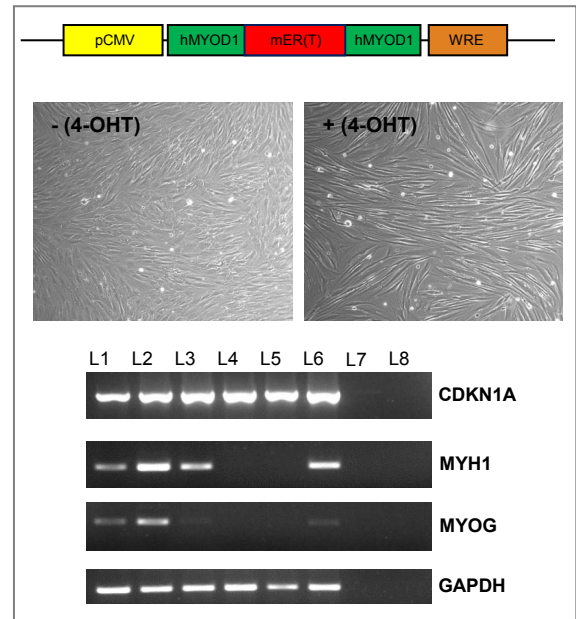 pCMV hMYOD1 mER(T) hMYOD1 WRE
- (4-OHT) + (4-OHT)
L1 L2 L3 L4 L5 L6 L7 L8
CDKN1A
MYH1
MYOG
GAPDH